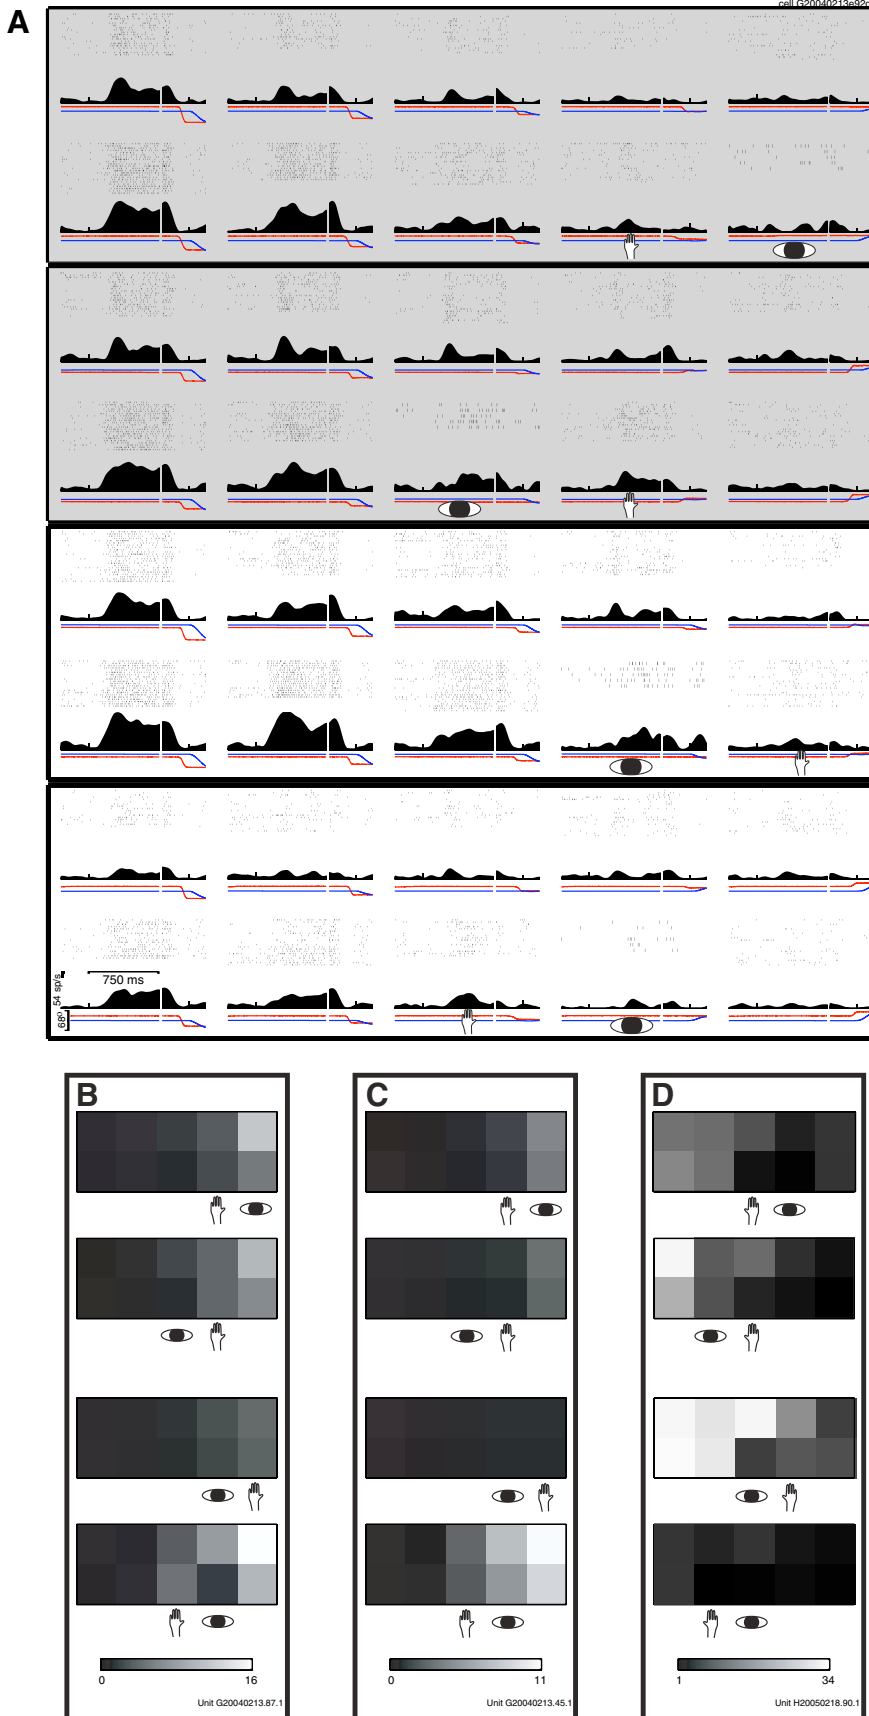 cell G20040213e92c
A
750 ms
54 sp/s
68º
B
C
D
0 16
0 11
1 34
Unit G20040213.87.1
Unit G20040213.45.1
Unit H20050218.90.1